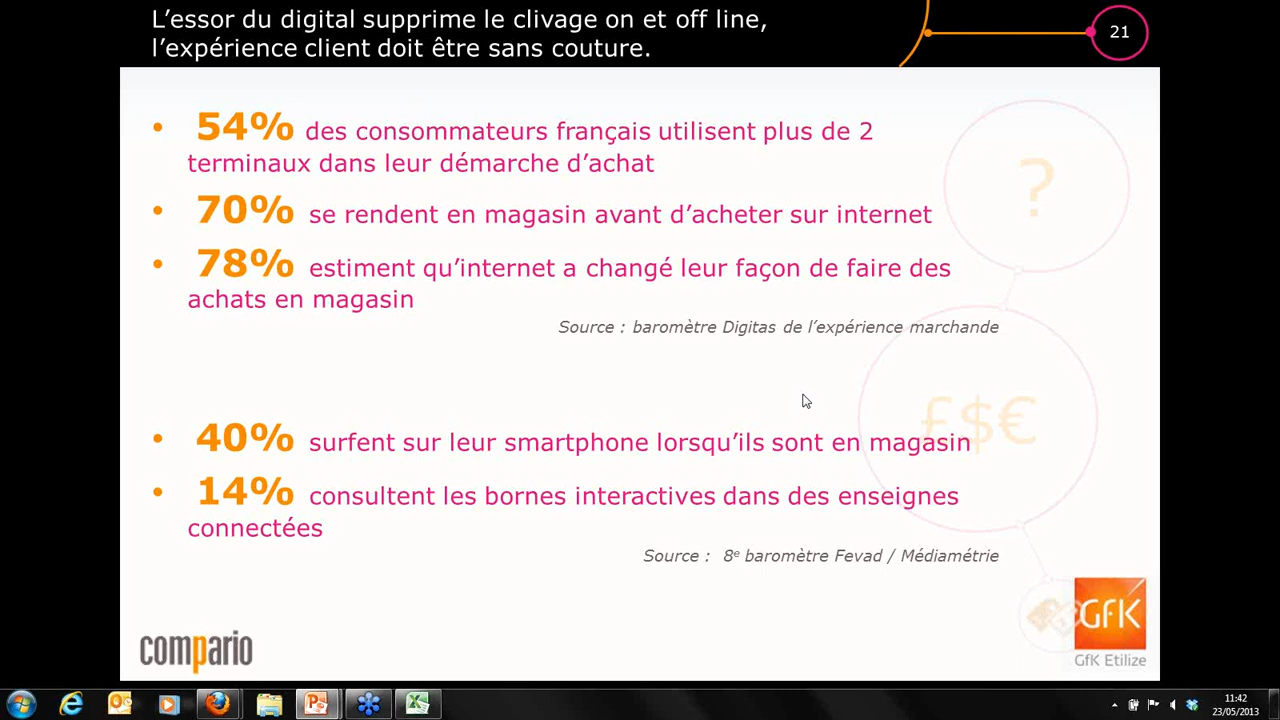 L’essor du digital supprime le clivage on et off line,
l’expérience client doit être sans couture.
21
• 54% des consommateurs français utilisent plus de 2
terminaux dans leur démarche d’achat
• 70% se rendent en magasin avant d’acheter sur internet
• 78% estiment qu’internet a changé leur façon de faire des
achats en magasin
Source : baromètre Digitas de l’expérience marchande
?
£$€
• 40% surfent sur leur smartphone lorsqu’ils sont en magasin
• 14% consultent les bornes interactives dans des enseignes
connectées
Source : 8e baromètre Fevad / Médiamétrie
compario
GfK
GfK Etilize
11:42
23/05/2013